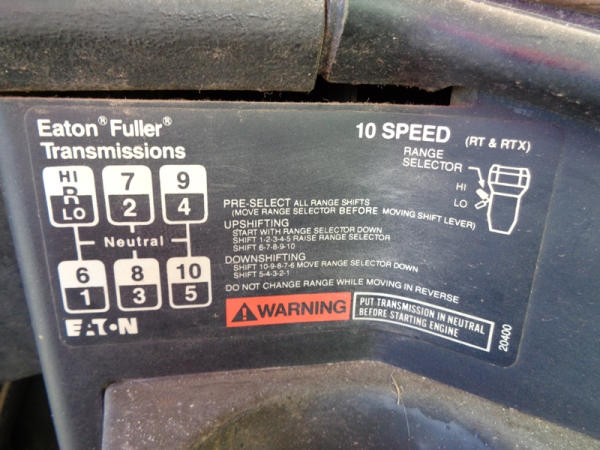 Eaton® Fuller®
Transmissions
10 SPEED (RT & RTX)
RANGE
SELECTOR
HI
LO
HI
R
LO
7
2
9
4
Neutral
6
1
8
3
10
5
PRE-SELECT ALL RANGE SHIFTS
(MOVE RANGE SELECTOR BEFORE MOVING SHIFT LEVER)
UPSHIFTING
START WITH RANGE SELECTOR DOWN
SHIFT 1-2-3-4-5 RAISE RANGE SELECTOR
SHIFT 6-7-8-9-10
DOWNSHIFTING
SHIFT 10-9-8-7-6 MOVE RANGE SELECTOR DOWN
SHIFT 5-4-3-2-1
DO NOT CHANGE RANGE WHILE MOVING IN REVERSE
WARNING
PUT TRANSMISSION IN NEUTRAL
BEFORE STARTING ENGINE
EATON
20400